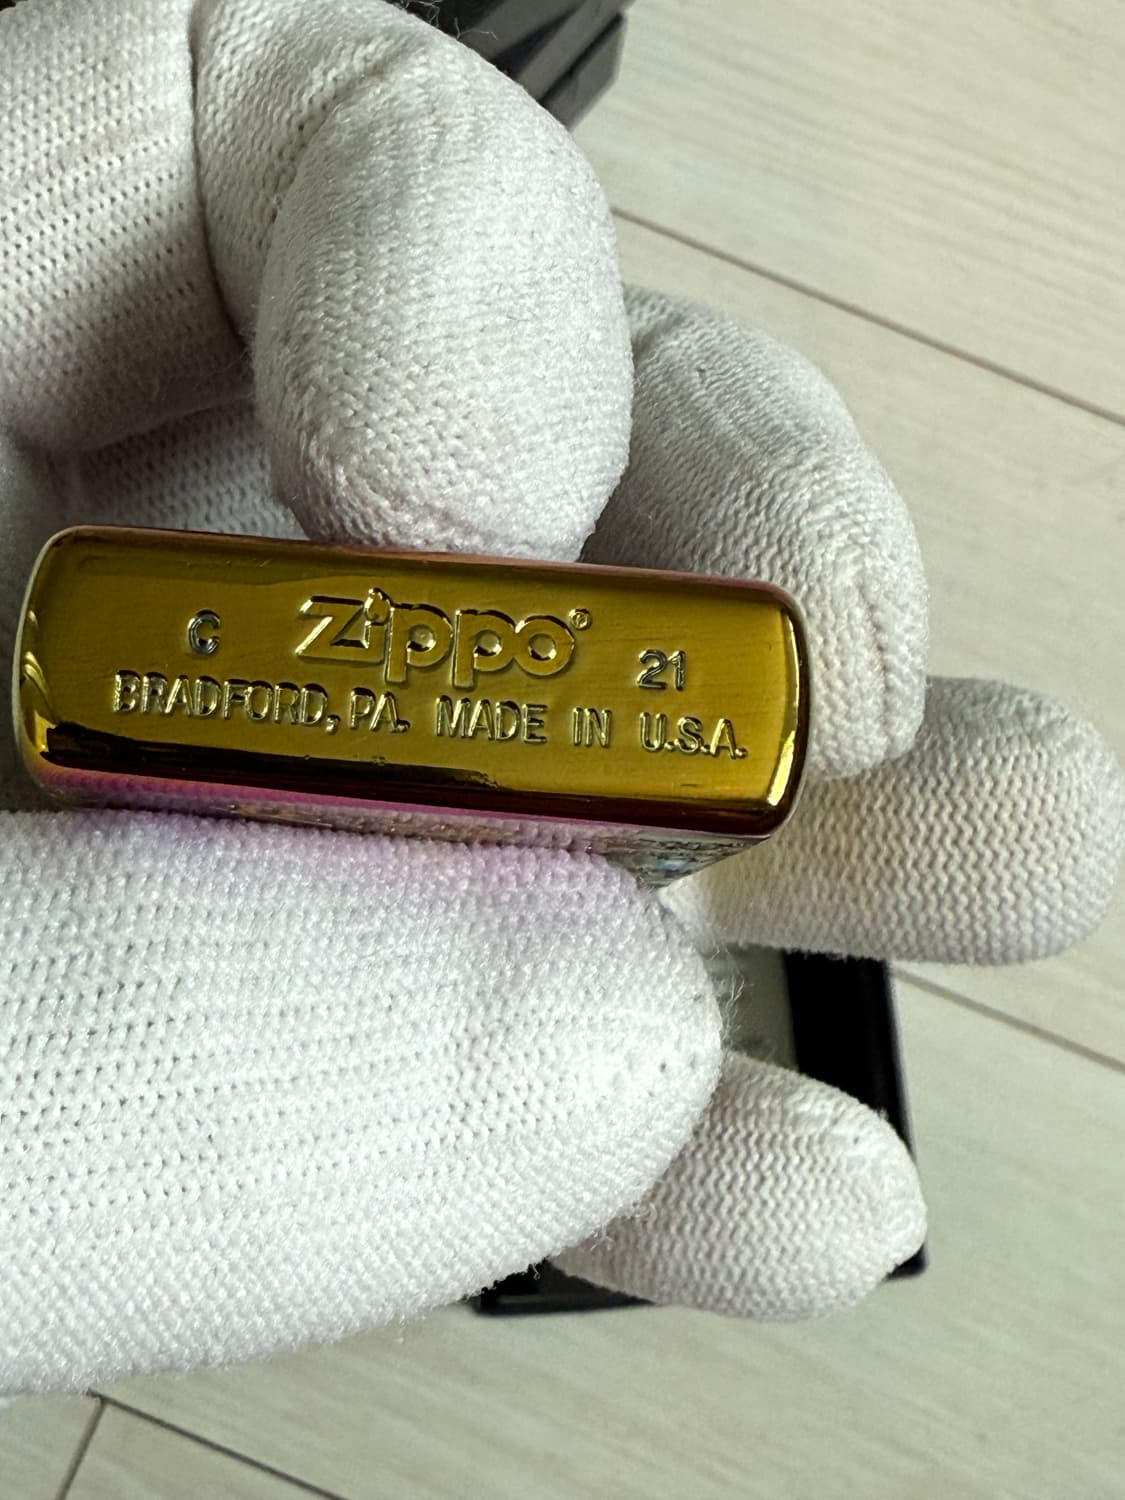 C Zippo® 21
BRADFORD, PA. MADE IN U.S.A.